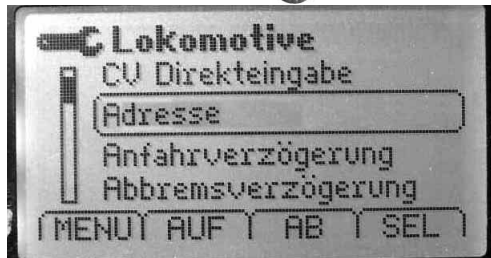 Lokomotive
CV Direkteingabe
Adresse
Anfahrverzögerung
Abbremsverzögerung
MENU AUF AB SEL